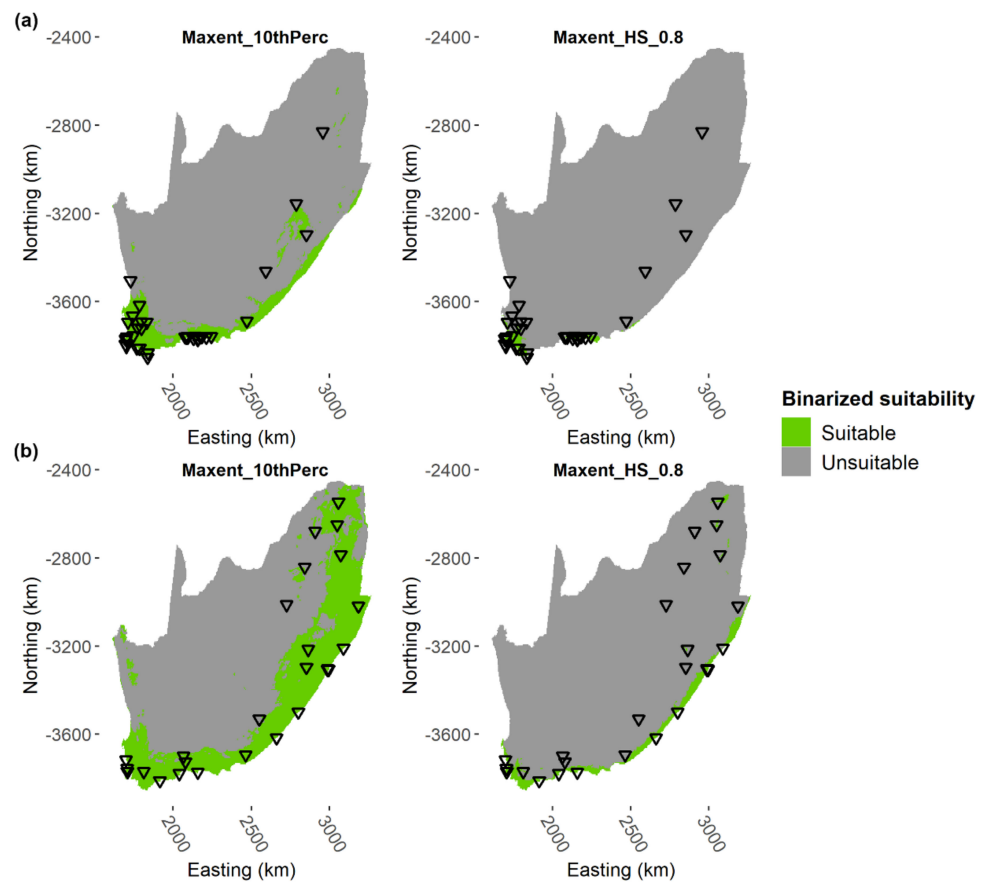 (a)
Maxent_10thPerc
Maxent_HS_0.8
-2400
-2800
-3200
-3600
Northing (km)
2000
2500
3000
Easting (km)
-2400
-2800
-3200
-3600
Northing (km)
2000
2500
3000
Easting (km)
Binarized suitability
Suitable
Unsuitable
(b)
Maxent_10thPerc
Maxent_HS_0.8
-2400
-2800
-3200
-3600
Northing (km)
2000
2500
3000
Easting (km)
-2400
-2800
-3200
-3600
Northing (km)
2000
2500
3000
Easting (km)